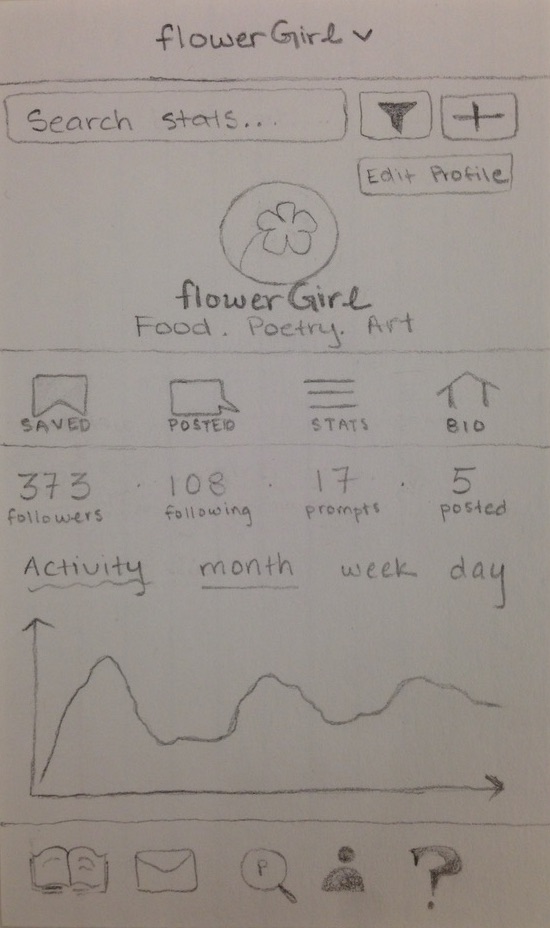 flowerGirl
Search stats...
Edit Profile
flowerGirl
Food. Poetry. Art
SAVED POSTED STATS BIO
373 · 108 · 17 · 5
followers following prompts posted
Activity month week day
P
?